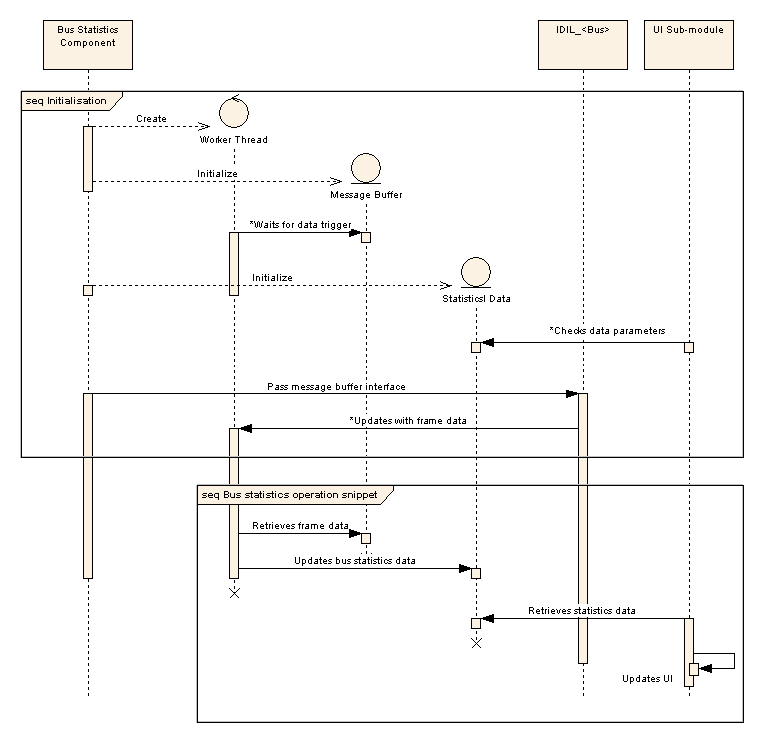 Bus Statistics
Component
IDIL_<Bus>
UI Sub-module
seq Initialisation
Create
Worker Thread
Initialize
Message Buffer
*Waits for data trigger
Initialize
Statisticsl Data
*Checks data parameters
Pass message buffer interface
*Updates with frame data
seq Bus statistics operation snippet
Retrieves frame data
Updates bus statistics data
Retrieves statistics data
Updates UI